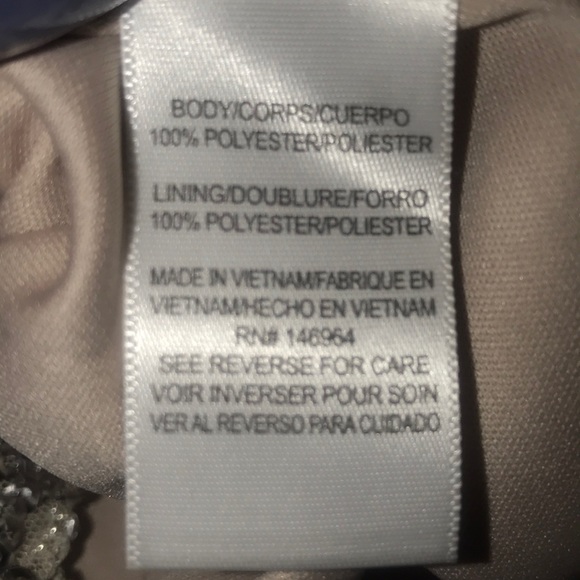 BODY/CORPS/CUERPO
100% POLYESTER/POLIESTER
LINING/DOUBLURE/FORRO
100% POLYESTER/POLIESTER
MADE IN VIETNAM/FABRIQUE EN
VIETNAM/HECHO EN VIETNAM
RN# 146964
SEE REVERSE FOR CARE
VOIR INVERSER POUR SOIN
VER AL REVERSO PARA CUIDADO